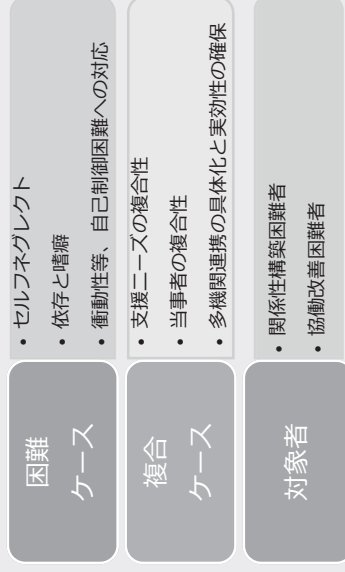 困難
ケース
• セルフネグレクト
• 依存と嗜癖
• 衝動性等、自己制御困難への対応
複合
ケース
• 支援ニーズの複合性
• 当事者の複合性
• 多機関連携の具体化と実効性の確保
対象者
• 関係性構築困難者
• 協働改善困難者